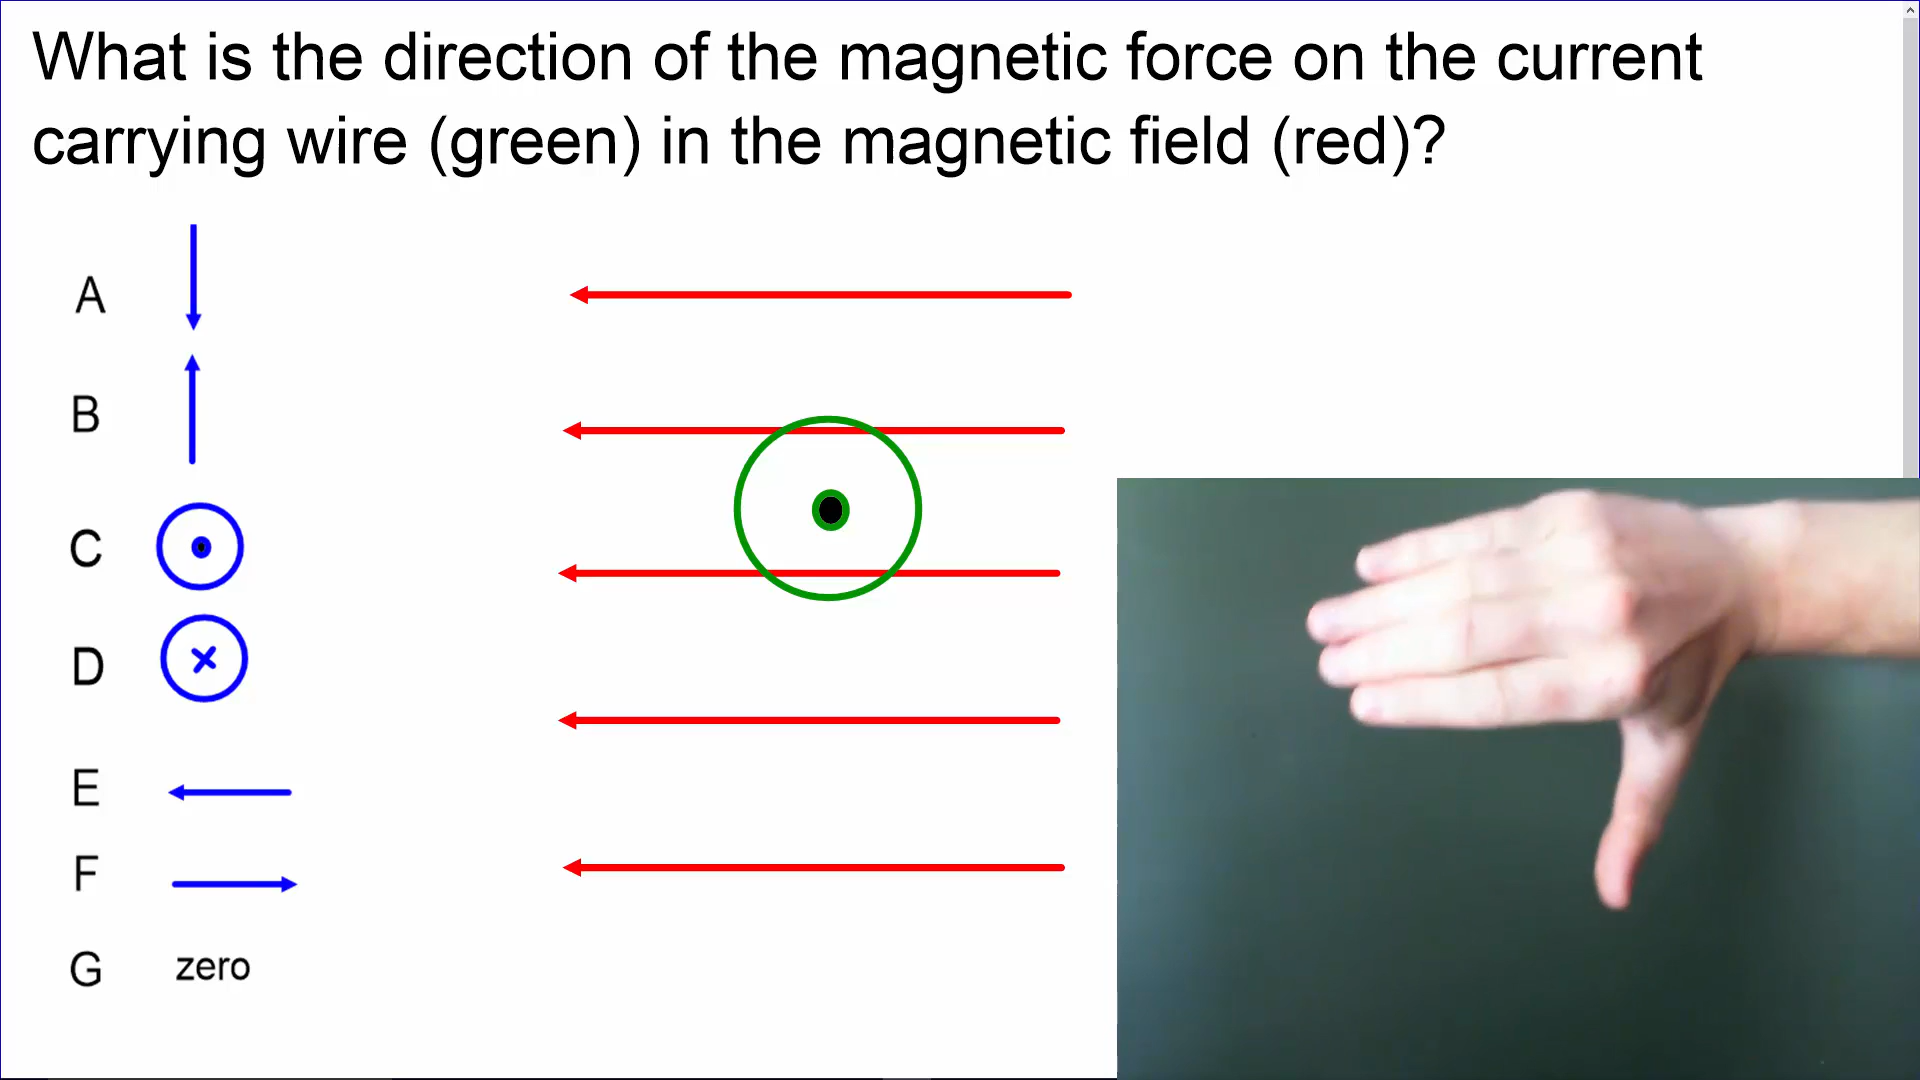 What is the direction of the magnetic force on the current
carrying wire (green) in the magnetic field (red)?
A
B
C
D
E
F
G zero